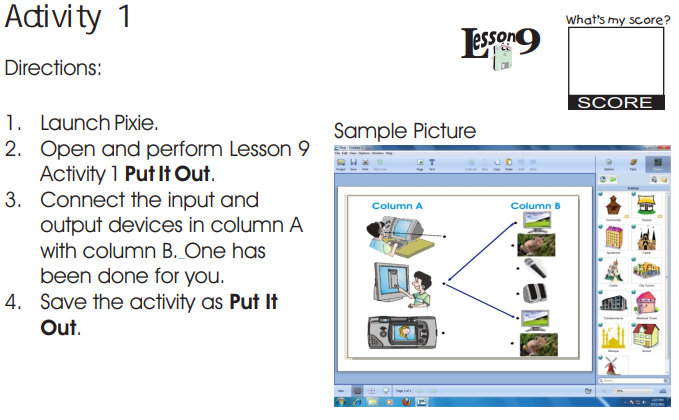 Activity 1
Lesson 9
What's my score?
SCORE
Directions:
1. Launch Pixie.
2. Open and perform Lesson 9
Activity 1 Put It Out.
3. Connect the input and
output devices in column A
with column B. One has
been done for you.
4. Save the activity as Put It
Out.
Sample Picture
Column A
Column B